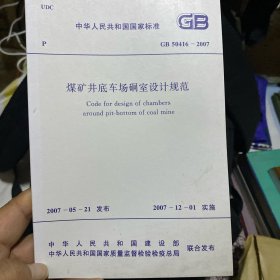 UDC
中华人民共和国国家标准
GB
P
GB 50416-2007
煤矿井底车场硐室设计规范
Code for design of chambers
around pit-bottom of coal mine
2007-05-21 发布
2007-12-01 实施
中华人民共和国建设部
中华人民共和国国家质量监督检验检疫总局
联合发布